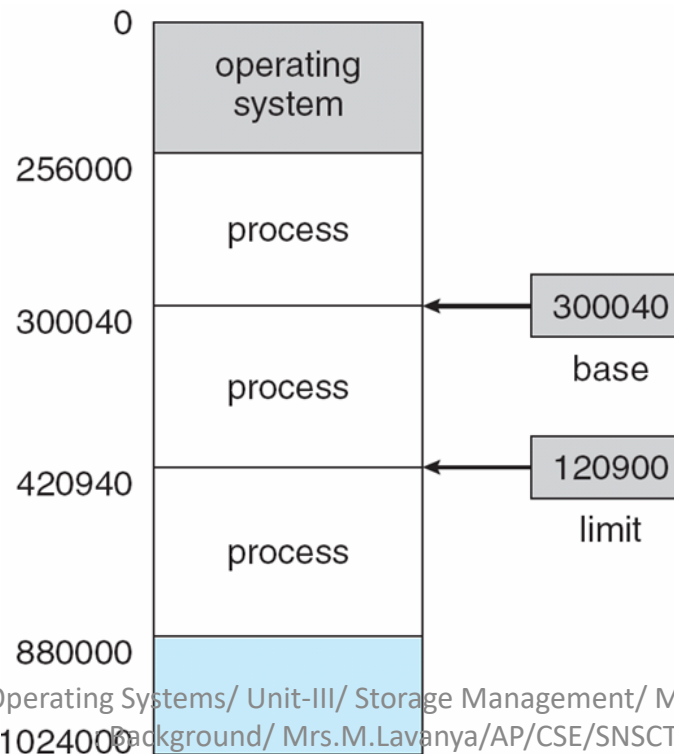 0
operating
system
256000
process
300040
base
300040
process
120900
limit
420940
process
880000
Operating Systems/ Unit-III/ Storage Management/ M
Background/ Mrs.M.Lavanya/AP/CSE/SNSCT
1024000